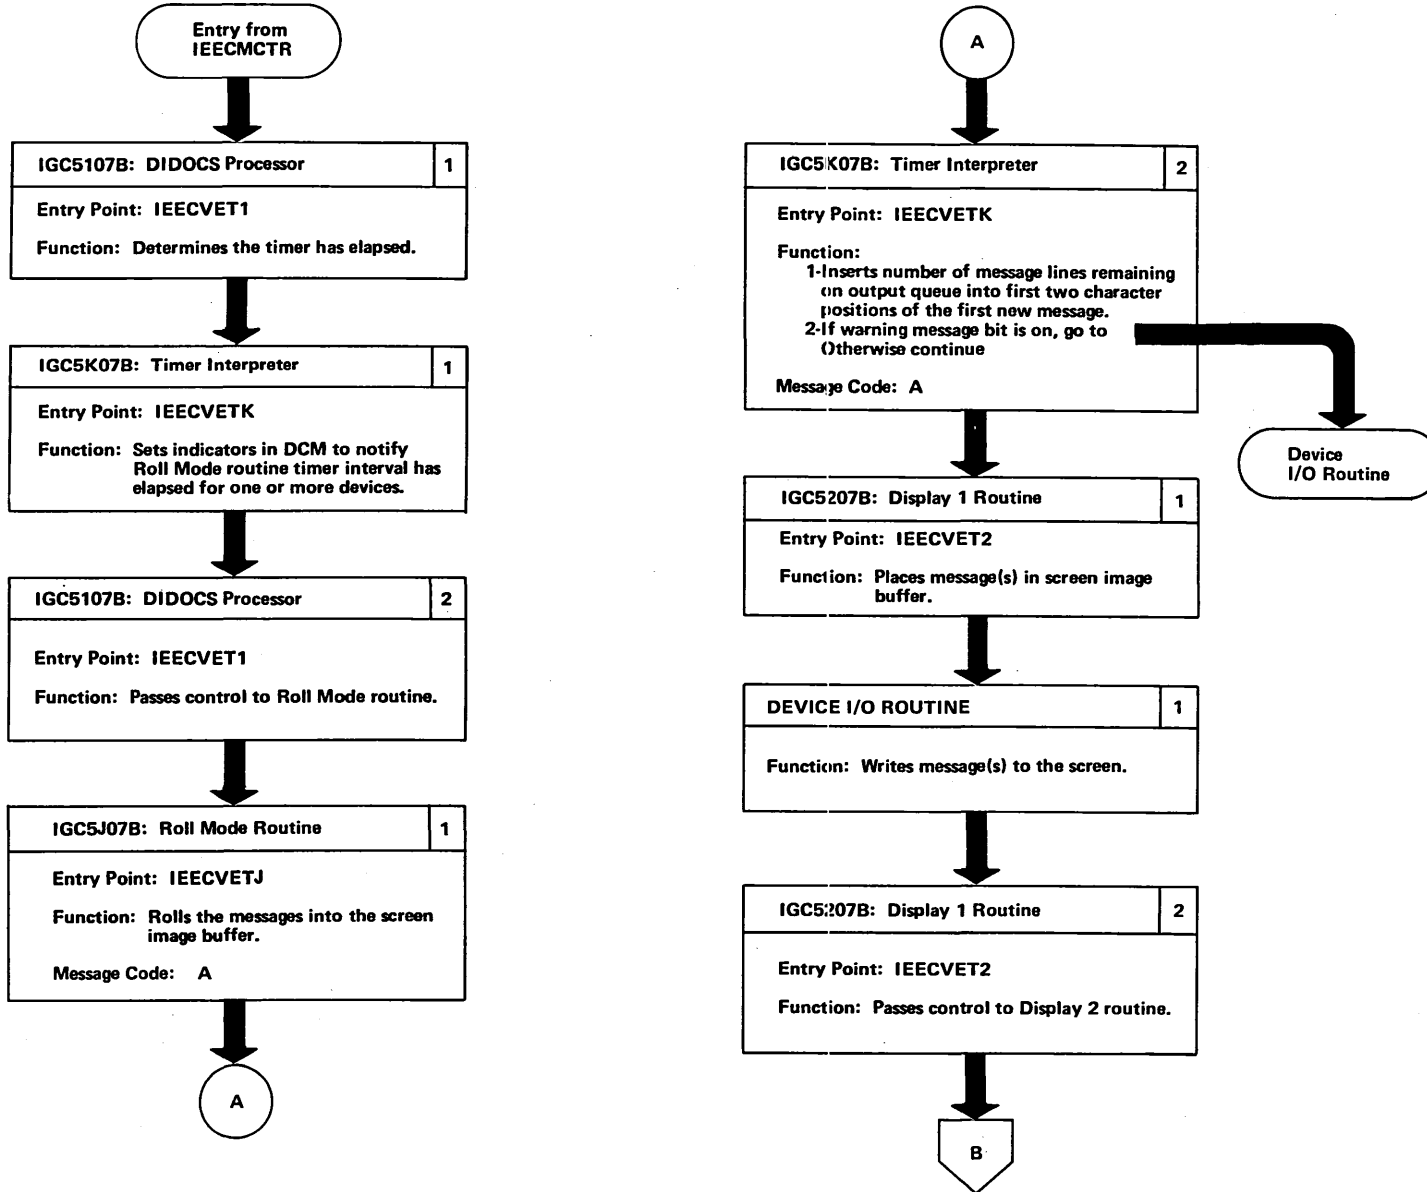 Entry from
IEECMCTR
IGC5107B: DIDOCS Processor 1
Entry Point: IEECVET1
Function: Determines the timer has elapsed.
IGC5K07B: Timer Interpreter 1
Entry Point: IEECVETK
Function: Sets indicators in DCM to notify
Roll Mode routine timer interval has
elapsed for one or more devices.
IGC5107B: DIDOCS Processor 2
Entry Point: IEECVET1
Function: Passes control to Roll Mode routine.
IGC5J07B: Roll Mode Routine 1
Entry Point: IEECVETJ
Function: Rolls the messages into the screen
image buffer.
Message Code: A
A
A
IGC5K07B: Timer Interpreter 2
Entry Point: IEECVETK
Function:
1-Inserts number of message lines remaining
on output queue into first two character
positions of the first new message.
2-If warning message bit is on, go to
Otherwise continue
Message Code: A
Device
I/O Routine
IGC5207B: Display 1 Routine 1
Entry Point: IEECVET2
Function: Places message(s) in screen image
buffer.
DEVICE I/O ROUTINE 1
Function: Writes message(s) to the screen.
IGC5207B: Display 1 Routine 2
Entry Point: IEECVET2
Function: Passes control to Display 2 routine.
B